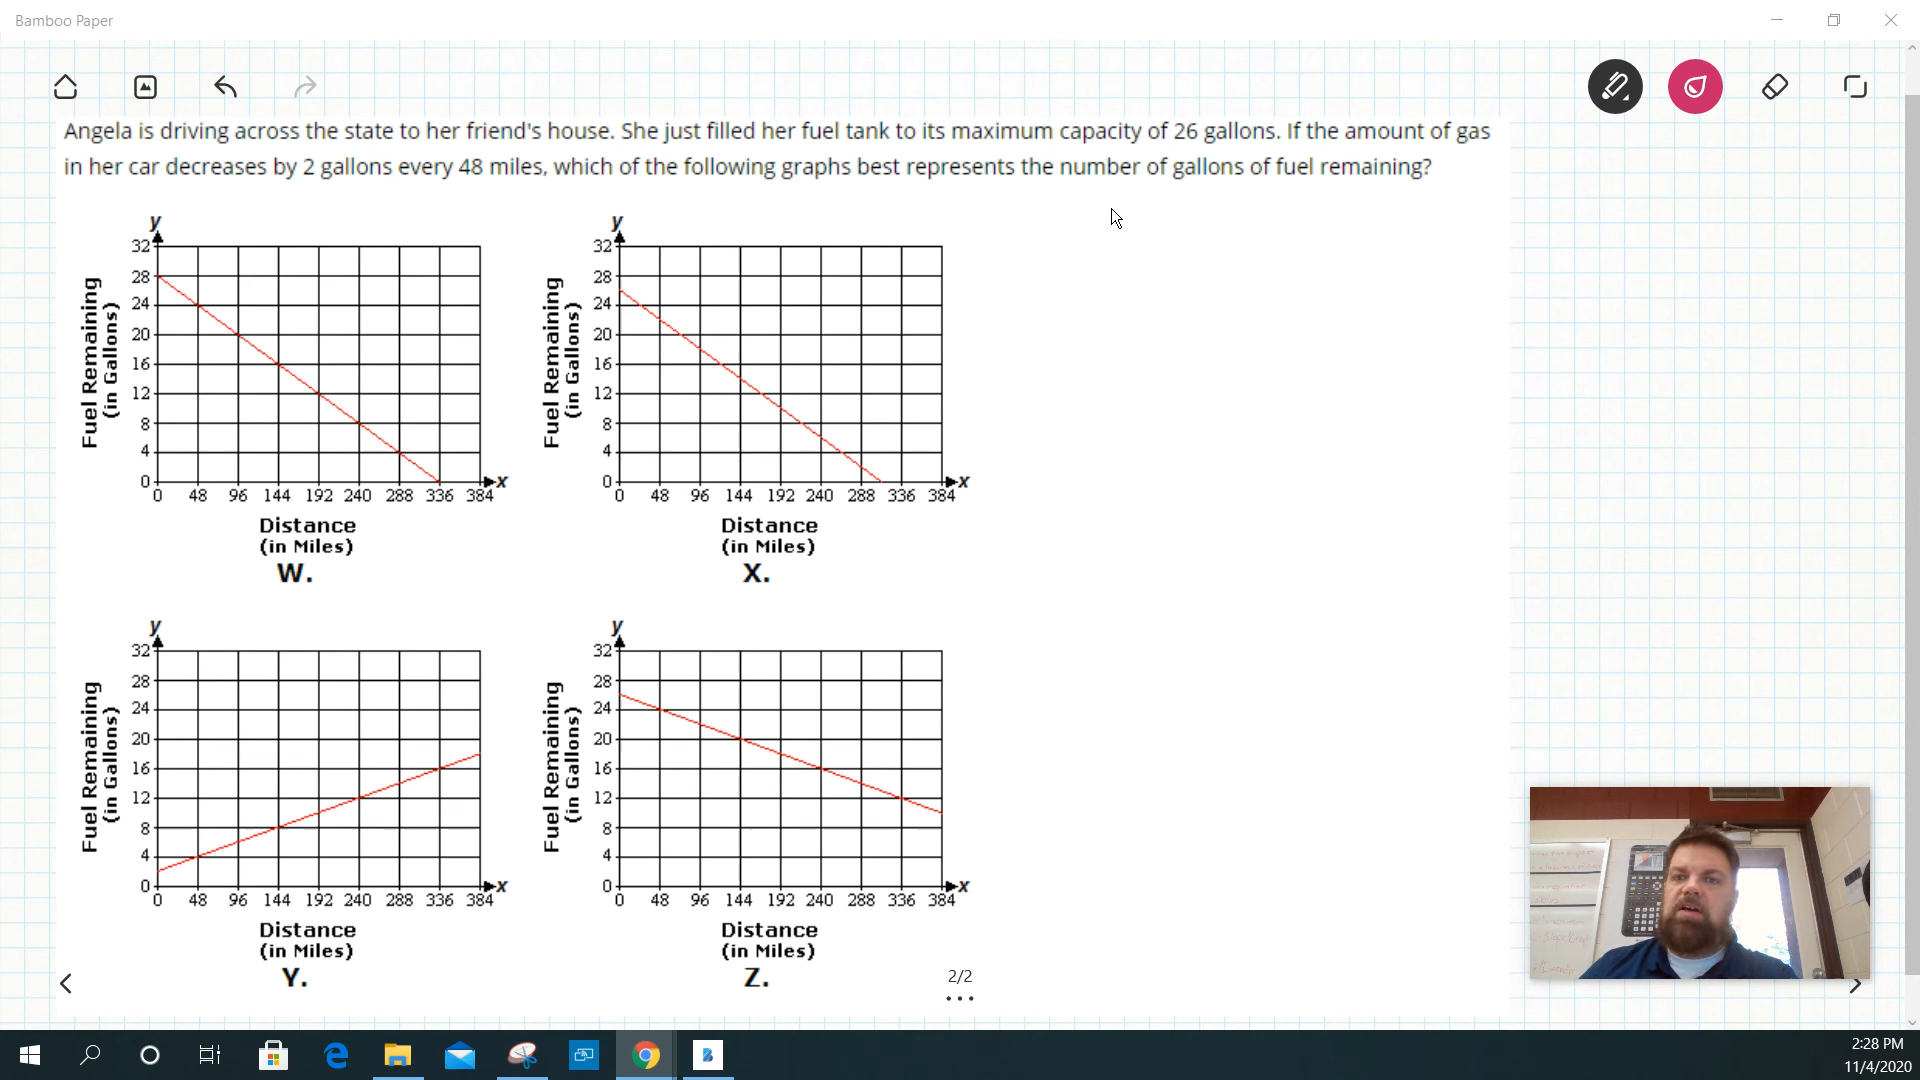 Bamboo Paper
Angela is driving across the state to her friend's house. She just filled her fuel tank to its maximum capacity of 26 gallons. If the amount of gas
in her car decreases by 2 gallons every 48 miles, which of the following graphs best represents the number of gallons of fuel remaining?
y
32
28
24
20
16
12
8
4
0
Fuel Remaining
(in Gallons)
0 48 96 144 192 240 288 336 384
x
Distance
(in Miles)
W.
y
32
28
24
20
16
12
8
4
0
Fuel Remaining
(in Gallons)
0 48 96 144 192 240 288 336 384
x
Distance
(in Miles)
X.
y
32
28
24
20
16
12
8
4
0
Fuel Remaining
(in Gallons)
0 48 96 144 192 240 288 336 384
x
Distance
(in Miles)
Y.
y
32
28
24
20
16
12
8
4
0
Fuel Remaining
(in Gallons)
0 48 96 144 192 240 288 336 384
x
Distance
(in Miles)
Z.
2/2
2:28 PM
11/4/2020